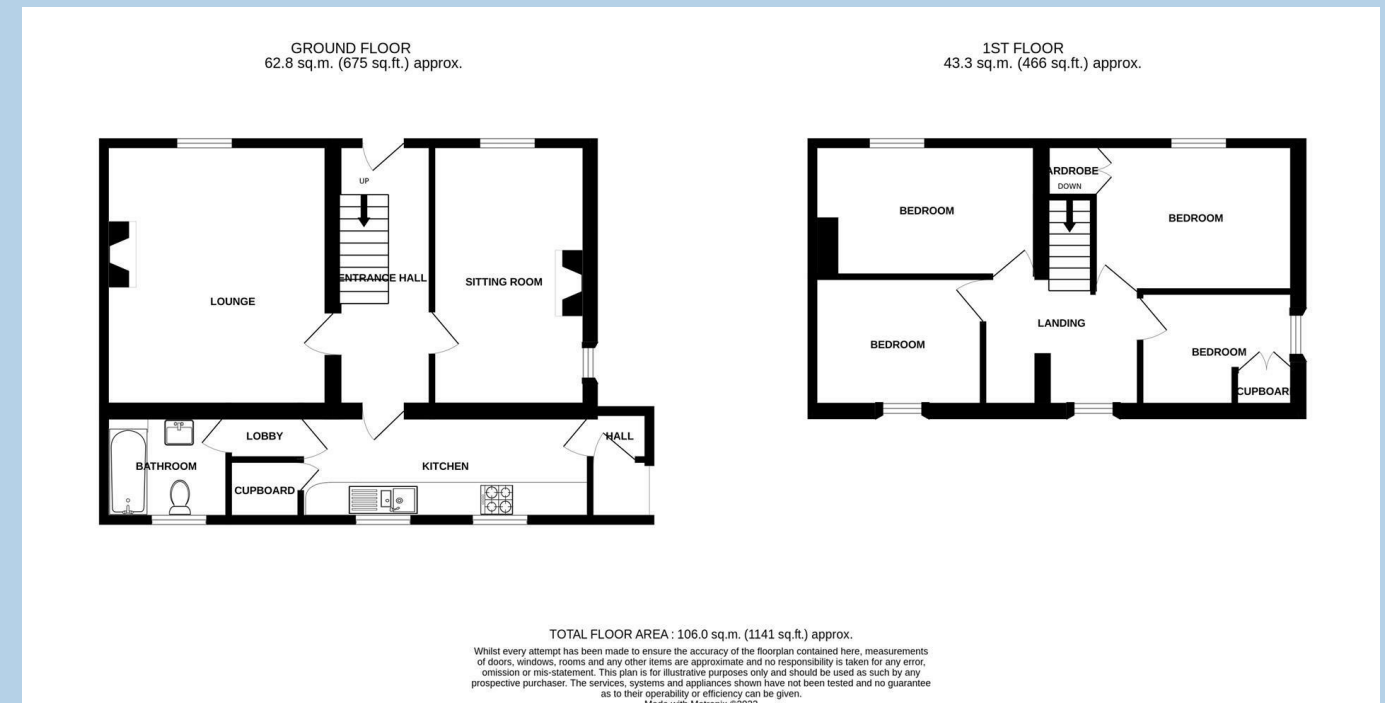 GROUND FLOOR
62.8 sq.m. (675 sq.ft.) approx.
1ST FLOOR
43.3 sq.m. (466 sq.ft.) approx.
UP
ENTRANCE HALL
LOUNGE
SITTING ROOM
LOBBY
HALL
BATHROOM
KITCHEN
CUPBOARD
ARDROBE
DOWN
BEDROOM
BEDROOM
LANDING
BEDROOM
BEDROOM
CUPBOAR
TOTAL FLOOR AREA : 106.0 sq.m. (1141 sq.ft.) approx.
Whilst every attempt has been made to ensure the accuracy of the floorplan contained here, measurements
of doors, windows, rooms and any other items are approximate and no responsibility is taken for any error,
omission or mis-statement. This plan is for illustrative purposes only and should be used as such by any
prospective purchaser. The services, systems and appliances shown have not been tested and no guarantee
as to their operability or efficiency can be given.
Made with Metropix